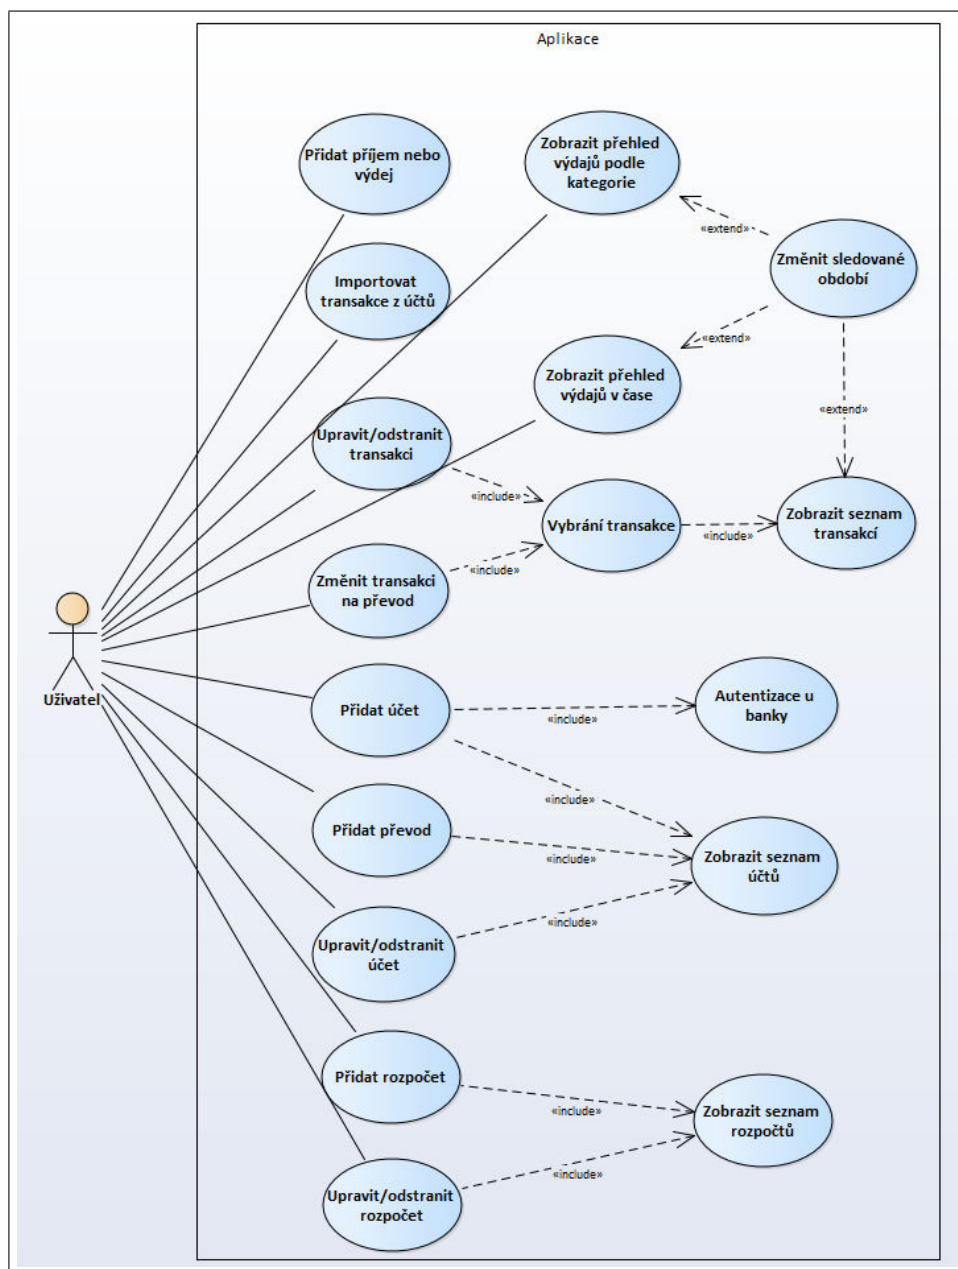 Aplikace
Přidat příjem nebo
výdej
Zobrazit přehled
výdajů podle
kategorie
«extend»
Změnit sledované
období
Importovat
transakce z účtů
«extend»
Zobrazit přehled
výdajů v čase
«extend»
Upravit/odstranit
transakci
«include»
Vybrání transakce
«include»
Zobrazit seznam
transakcí
«include»
Změnit transakci
na převod
Uživatel
Přidat účet
«include»
Autentizace u
banky
«include»
Přidat převod
«include»
Zobrazit seznam
účtů
«include»
Upravit/odstranit
účet
Přidat rozpočet
«include»
Zobrazit seznam
rozpočtů
«include»
Upravit/odstranit
rozpočet